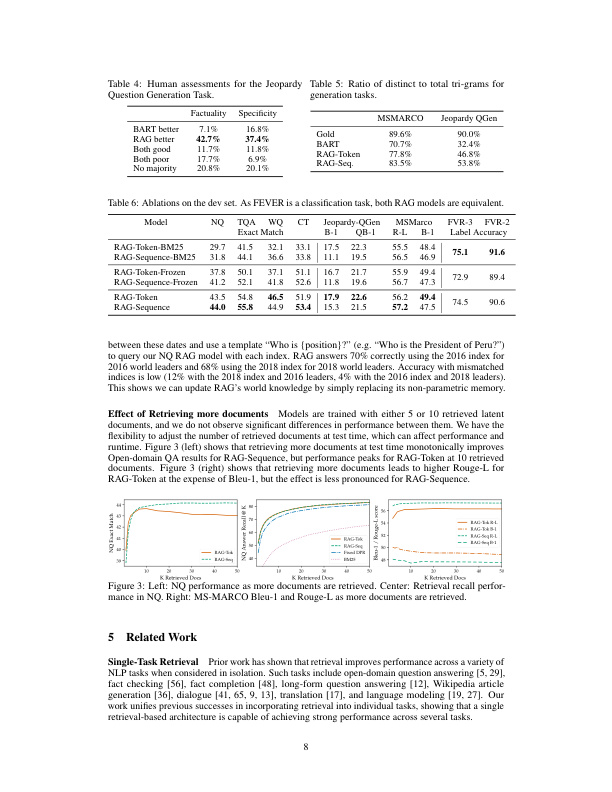 Table 4: Human assessments for the Jeopardy
Question Generation Task.
Factuality Specificity
BART better 7.1% 16.8%
RAG better 42.7% 37.4%
Both good 11.7% 11.8%
Both poor 17.7% 6.9%
No majority 20.8% 20.1%
Table 5: Ratio of distinct to total tri-grams for
generation tasks.
MSMARCO Jeopardy QGen
Gold 89.6% 90.0%
BART 70.7% 32.4%
RAG-Token 77.8% 46.8%
RAG-Seq. 83.5% 53.8%
Table 6: Ablations on the dev set. As FEVER is a classification task, both RAG models are equivalent.
Model NQ TQA WQ CT Jeopardy-QGen MSMarco FVR-3 FVR-2
Exact Match B-1 QB-1 R-L B-1 Label Accuracy
RAG-Token-BM25 29.7 41.5 32.1 33.1 17.5 22.3 55.5 48.4 75.1 91.6
RAG-Sequence-BM25 31.8 44.1 36.6 33.8 11.1 19.5 56.5 46.9
RAG-Token-Frozen 37.8 50.1 37.1 51.1 16.7 21.7 55.9 49.4 72.9 89.4
RAG-Sequence-Frozen 41.2 52.1 41.8 52.6 11.8 19.6 56.7 47.3
RAG-Token 43.5 54.8 46.5 51.9 17.9 22.6 56.2 49.4 74.5 90.6
RAG-Sequence 44.0 55.8 44.9 53.4 15.3 21.5 57.2 47.5
between these dates and use a template “Who is {position}?” (e.g. “Who is the President of Peru?”)
to query our NQ RAG model with each index. RAG answers 70% correctly using the 2016 index for
2016 world leaders and 68% using the 2018 index for 2018 world leaders. Accuracy with mismatched
indices is low (12% with the 2018 index and 2016 leaders, 4% with the 2016 index and 2018 leaders).
This shows we can update RAG’s world knowledge by simply replacing its non-parametric memory.
Effect of Retrieving more documents Models are trained with either 5 or 10 retrieved latent
documents, and we do not observe significant differences in performance between them. We have the
flexibility to adjust the number of retrieved documents at test time, which can affect performance and
runtime. Figure 3 (left) shows that retrieving more documents at test time monotonically improves
Open-domain QA results for RAG-Sequence, but performance peaks for RAG-Token at 10 retrieved
documents. Figure 3 (right) shows that retrieving more documents leads to higher Rouge-L for
RAG-Token at the expense of Bleu-1, but the effect is less pronounced for RAG-Sequence.
NQ Exact Match
44
43
42
41
40
39
10 20 30 40 50
K Retrieved Docs
RAG-Tok
RAG-Seq
NQ Answer Recall @ K
80
70
60
50
40
10 20 30 40 50
K Retrieved Docs
RAG-Tok
RAG-Seq
Fixed DPR
BM25
Bleu-1 / Rouge-L score
56
54
52
50
48
10 20 30 40 50
K Retrieved Docs
RAG-Tok R-L
RAG-Tok B-1
RAG-Seq R-L
RAG-Seq B-1
Figure 3: Left: NQ performance as more documents are retrieved. Center: Retrieval recall perfor-
mance in NQ. Right: MS-MARCO Bleu-1 and Rouge-L as more documents are retrieved.
5 Related Work
Single-Task Retrieval Prior work has shown that retrieval improves performance across a variety of
NLP tasks when considered in isolation. Such tasks include open-domain question answering [5, 29],
fact checking [56], fact completion [48], long-form question answering [12], Wikipedia article
generation [36], dialogue [41, 65, 9, 13], translation [17], and language modeling [19, 27]. Our
work unifies previous successes in incorporating retrieval into individual tasks, showing that a single
retrieval-based architecture is capable of achieving strong performance across several tasks.
8